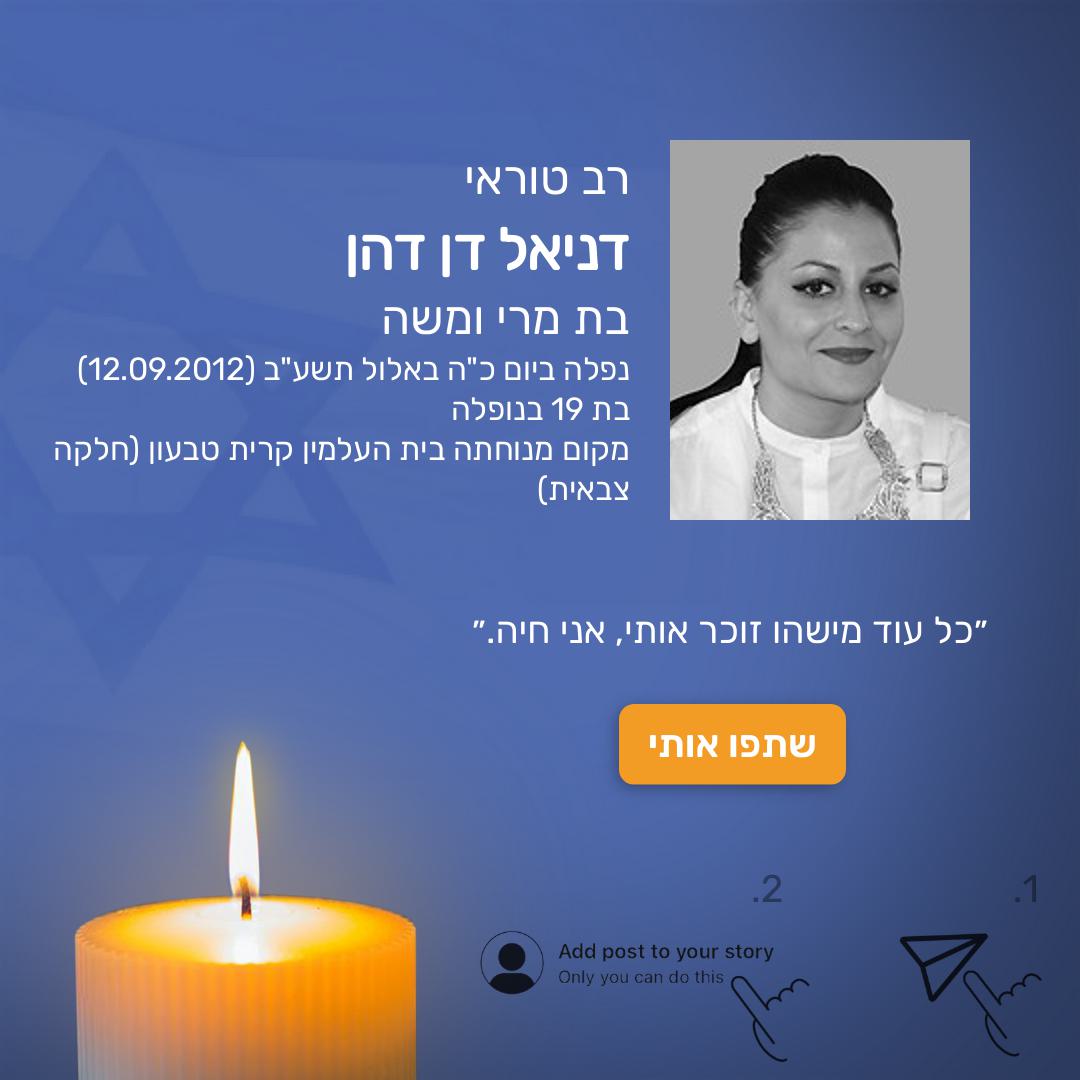 רב טוראי
דניאל דן דהן
בת מרי ומשה
נפלה ביום כ"ה באלול תשע"ב (12.09.2012)
בת 19 בנופלה
מקום מנוחתה בית העלמין קרית טבעון (חלקה
צבאית)
״כל עוד מישהו זוכר אותי, אני חיה.״
שתפו אותי
1.
2.
Add post to your story
Only you can do this